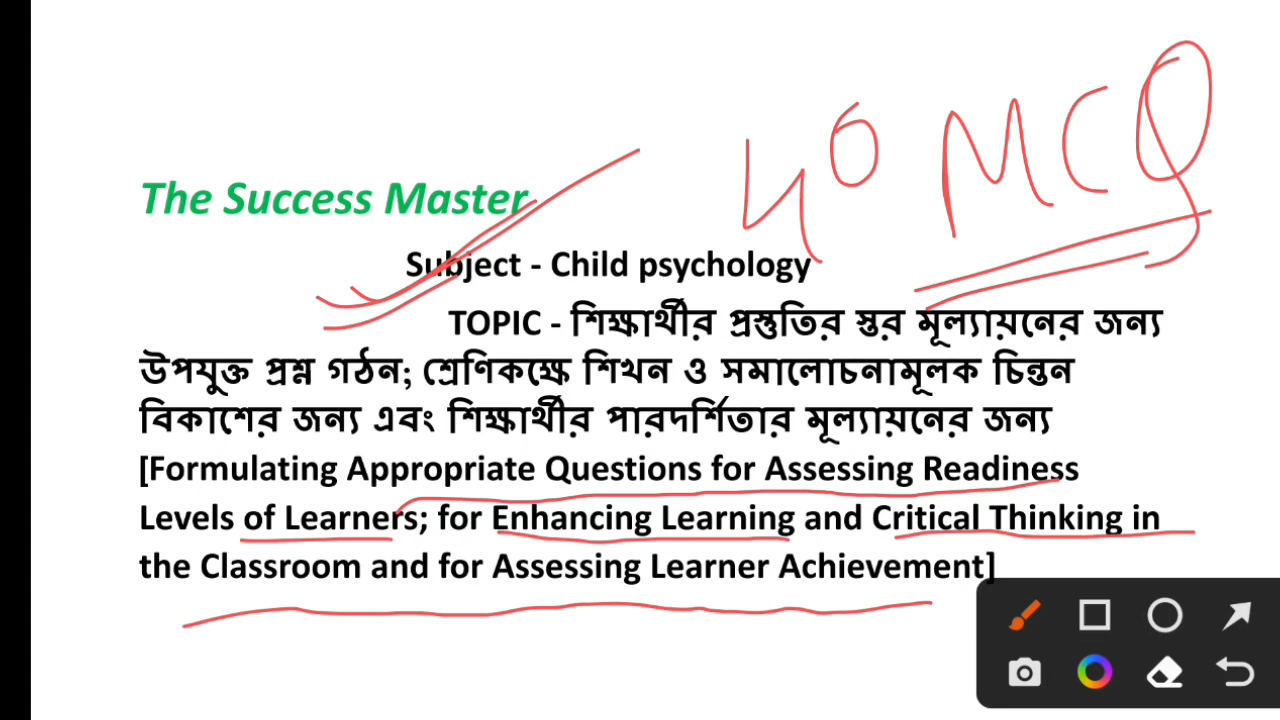 40 MCQ
The Success Master
Subject - Child psychology
TOPIC - শিক্ষার্থীর প্রস্তুতির স্তর মূল্যায়নের জন্য
উপযুক্ত প্রশ্ন গঠন; শ্রেণিকক্ষে শিখন ও সমালোচনামূলক চিন্তন
বিকাশের জন্য এবং শিক্ষার্থীর পারদর্শিতার মূল্যায়নের জন্য
[Formulating Appropriate Questions for Assessing Readiness
Levels of Learners; for Enhancing Learning and Critical Thinking in
the Classroom and for Assessing Learner Achievement]